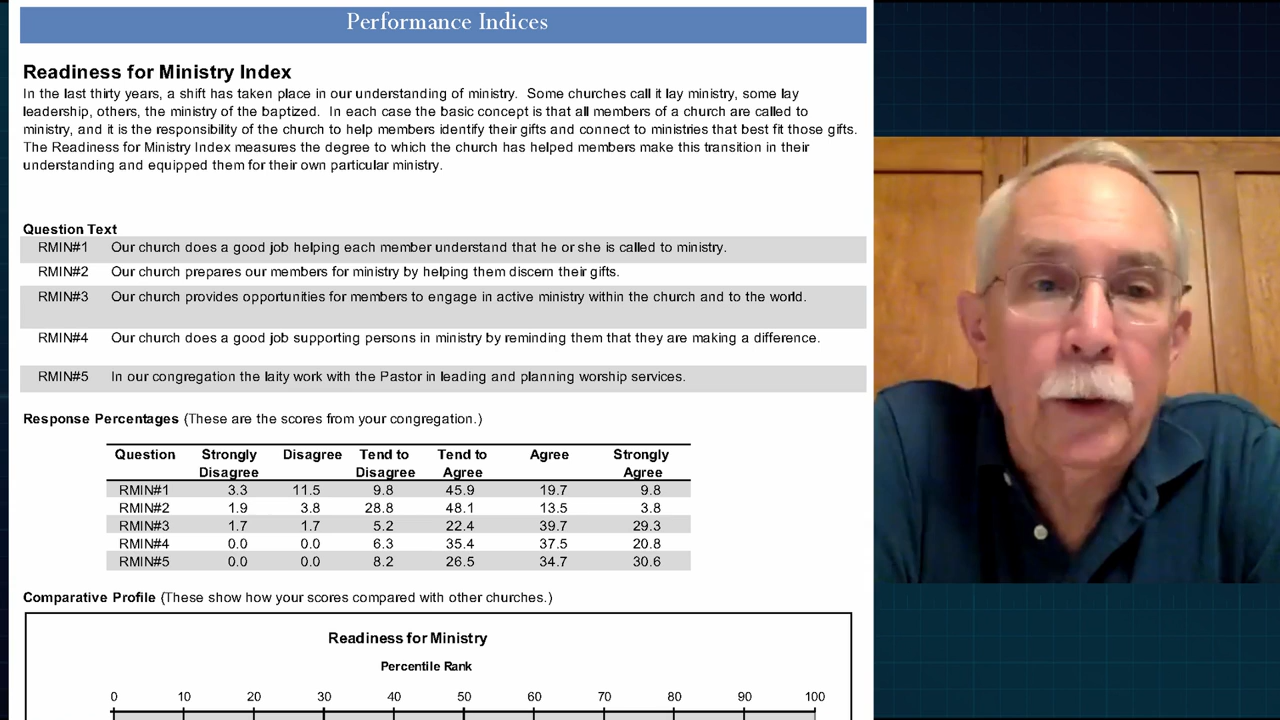 Performance Indices
Readiness for Ministry Index
In the last thirty years, a shift has taken place in our understanding of ministry. Some churches call it lay ministry, some lay
leadership, others, the ministry of the baptized. In each case the basic concept is that all members of a church are called to
ministry, and it is the responsibility of the church to help members identify their gifts and connect to ministries that best fit those gifts.
The Readiness for Ministry Index measures the degree to which the church has helped members make this transition in their
understanding and equipped them for their own particular ministry.
Question Text
RMIN#1 Our church does a good job helping each member understand that he or she is called to ministry.
RMIN#2 Our church prepares our members for ministry by helping them discern their gifts.
RMIN#3 Our church provides opportunities for members to engage in active ministry within the church and to the world.
RMIN#4 Our church does a good job supporting persons in ministry by reminding them that they are making a difference.
RMIN#5 In our congregation the laity work with the Pastor in leading and planning worship services.
Response Percentages (These are the scores from your congregation.)
Question Strongly Disagree Tend to Tend to Agree Strongly
Disagree Disagree Agree Agree
RMIN#1 3.3 11.5 9.8 45.9 19.7 9.8
RMIN#2 1.9 3.8 28.8 48.1 13.5 3.8
RMIN#3 1.7 1.7 5.2 22.4 39.7 29.3
RMIN#4 0.0 0.0 6.3 35.4 37.5 20.8
RMIN#5 0.0 0.0 8.2 26.5 34.7 30.6
Comparative Profile (These show how your scores compared with other churches.)
Readiness for Ministry
Percentile Rank
0 10 20 30 40 50 60 70 80 90 100